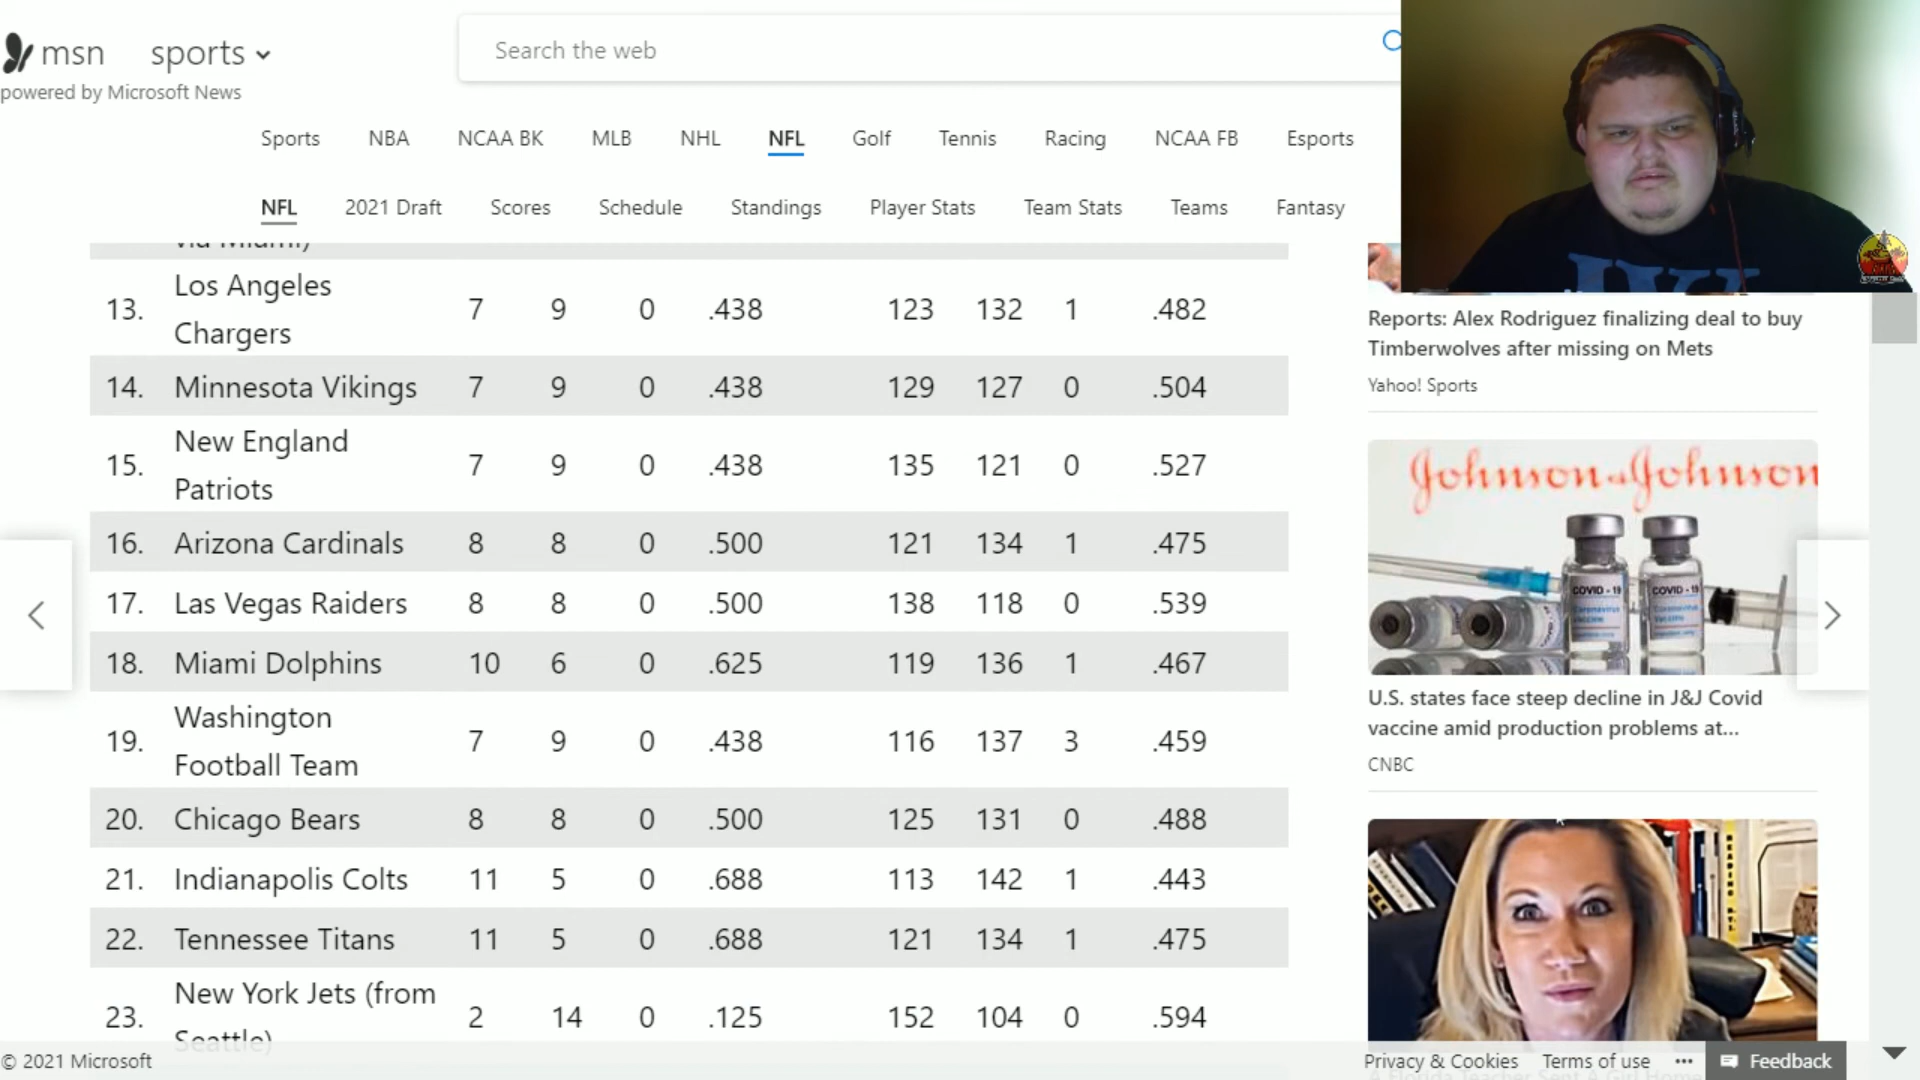 msn sports
powered by Microsoft News
Search the web
Sports NBA NCAA BK MLB NHL NFL Golf Tennis Racing NCAA FB Esports
NFL 2021 Draft Scores Schedule Standings Player Stats Team Stats Teams Fantasy
via Miami)
13. Los Angeles Chargers 7 9 0 .438 123 132 1 .482
14. Minnesota Vikings 7 9 0 .438 129 127 0 .504
15. New England Patriots 7 9 0 .438 135 121 0 .527
16. Arizona Cardinals 8 8 0 .500 121 134 1 .475
17. Las Vegas Raiders 8 8 0 .500 138 118 0 .539
18. Miami Dolphins 10 6 0 .625 119 136 1 .467
19. Washington Football Team 7 9 0 .438 116 137 3 .459
20. Chicago Bears 8 8 0 .500 125 131 0 .488
21. Indianapolis Colts 11 5 0 .688 113 142 1 .443
22. Tennessee Titans 11 5 0 .688 121 134 1 .475
23. New York Jets (from Seattle) 2 14 0 .125 152 104 0 .594
Reports: Alex Rodriguez finalizing deal to buy
Timberwolves after missing on Mets
Yahoo! Sports
Johnson & Johnson
COVID - 19
Coronavirus
Vaccine
COVID - 19
U.S. states face steep decline in J&J Covid
vaccine amid production problems at...
CNBC
A Florida Teacher Sent A Girl Home
© 2021 Microsoft
Privacy & Cookies Terms of use ••• Feedback